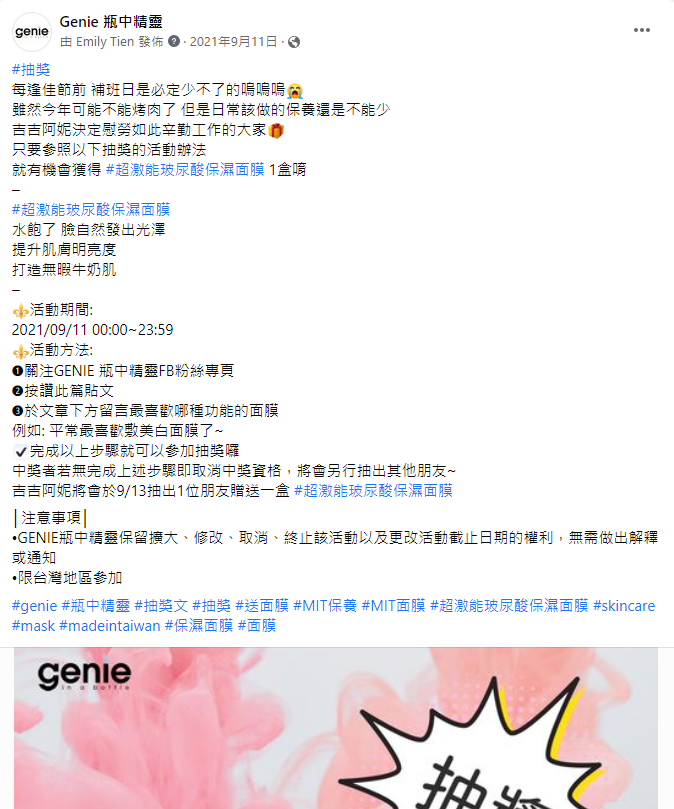 genie
Genie 瓶中精靈
由 Emily Tien 發佈 · 2021年9月11日 ·
#抽獎
每逢佳節前 補班日是必定少不了的嗚嗚嗚😭
雖然今年可能不能烤肉了 但是日常該做的保養還是不能少
吉吉阿妮決定慰勞如此辛勤工作的大家🎁
只要參照以下抽獎的活動辦法
就有機會獲得 #超激能玻尿酸保濕面膜 1盒唷
–
#超激能玻尿酸保濕面膜
水飽了 臉自然發出光澤
提升肌膚明亮度
打造無暇牛奶肌
–
⚜️活動期間:
2021/09/11 00:00~23:59
⚜️活動方法:
❶關注GENIE 瓶中精靈FB粉絲專頁
❷按讚此篇貼文
❸於文章下方留言最喜歡哪種功能的面膜
例如: 平常最喜歡敷美白面膜了~
✔️完成以上步驟就可以參加抽獎囉
中獎者若無完成上述步驟即取消中獎資格，將會另行抽出其他朋友~
吉吉阿妮將會於9/13抽出1位朋友贈送一盒 #超激能玻尿酸保濕面膜
│注意事項│
•GENIE瓶中精靈保留擴大、修改、取消、終止該活動以及更改活動截止日期的權利，無需做出解釋
或通知
•限台灣地區參加
#genie #瓶中精靈 #抽獎文 #抽獎 #送面膜 #MIT保養 #MIT面膜 #超激能玻尿酸保濕面膜 #skincare
#mask #madeintaiwan #保濕面膜 #面膜
genie
in a bottle
抽獎